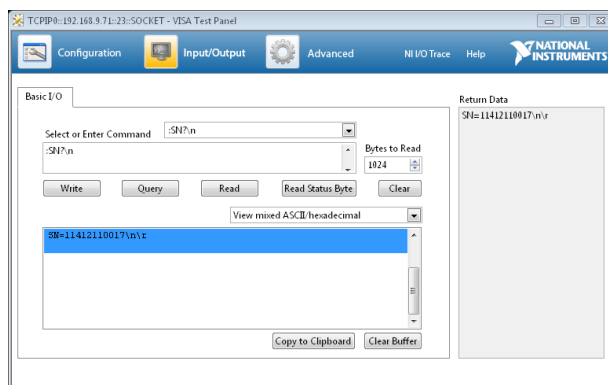 TCPIP0::192.168.9.71::23::SOCKET - VISA Test Panel
Configuration Input/Output Advanced NI I/O Trace Help NATIONAL INSTRUMENTS
Basic I/O
Return Data
SN=11412110017\n\r
Select or Enter Command :SN?\n
:SN?\n
Bytes to Read
1024
Write Query Read Read Status Byte Clear
View mixed ASCII/hexadecimal
SN=11412110017\n\r
Copy to Clipboard Clear Buffer